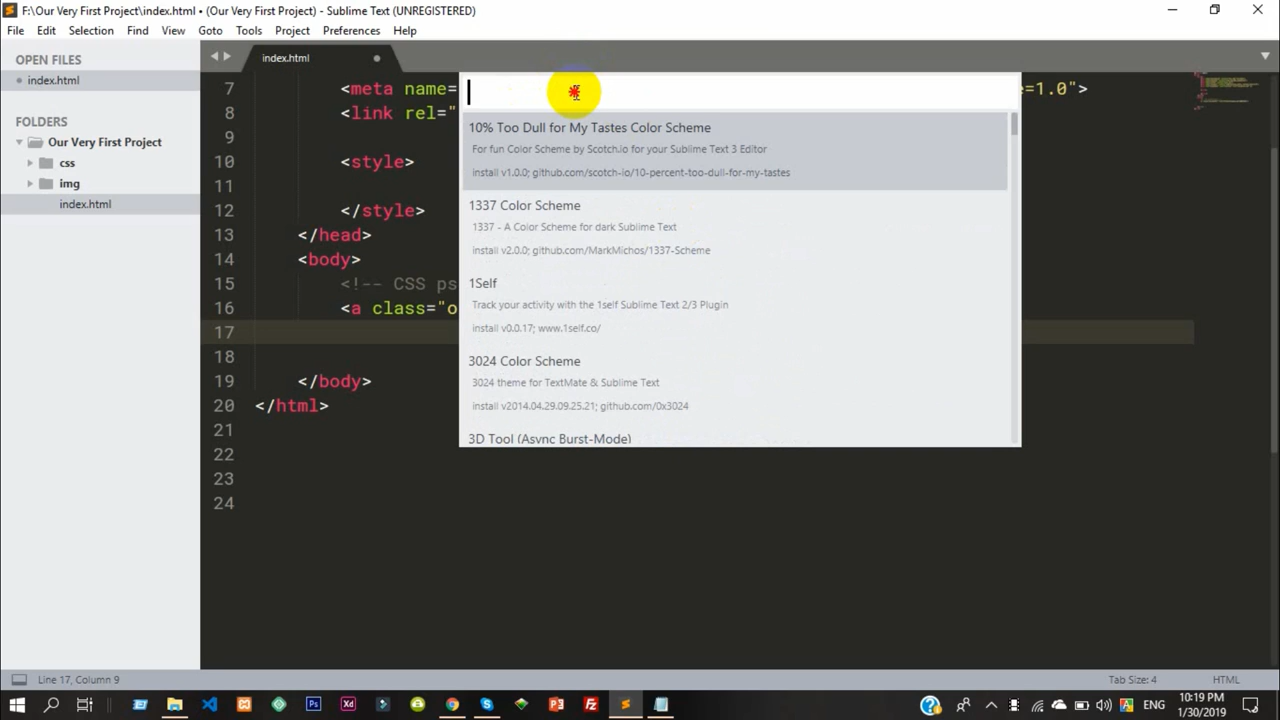 F:\Our Very First Project\index.html • (Our Very First Project) - Sublime Text (UNREGISTERED)
File Edit Selection Find View Goto Tools Project Preferences Help
OPEN FILES
index.html
FOLDERS
Our Very First Project
css
img
index.html
index.html
7 <meta name= =1.0">
8 <link rel="
9
10 <style>
11
12 </style>
13 </head>
14 <body>
15 <!-- CSS ps
16 <a class="o
17
18
19 </body>
20 </html>
21
22
23
24
10% Too Dull for My Tastes Color Scheme
For fun Color Scheme by Scotch.io for your Sublime Text 3 Editor
install v1.0.0; github.com/scotch-io/10-percent-too-dull-for-my-tastes
1337 Color Scheme
1337 - A Color Scheme for dark Sublime Text
install v2.0.0; github.com/MarkMichos/1337-Scheme
1Self
Track your activity with the 1self Sublime Text 2/3 Plugin
install v0.0.17; www.1self.co/
3024 Color Scheme
3024 theme for TextMate & Sublime Text
install v2014.04.29.09.25.21; github.com/0x3024
3D Tool (Async Burst-Mode)
Line 17, Column 9 Tab Size: 4 HTML
ENG
10:19 PM
1/30/2019